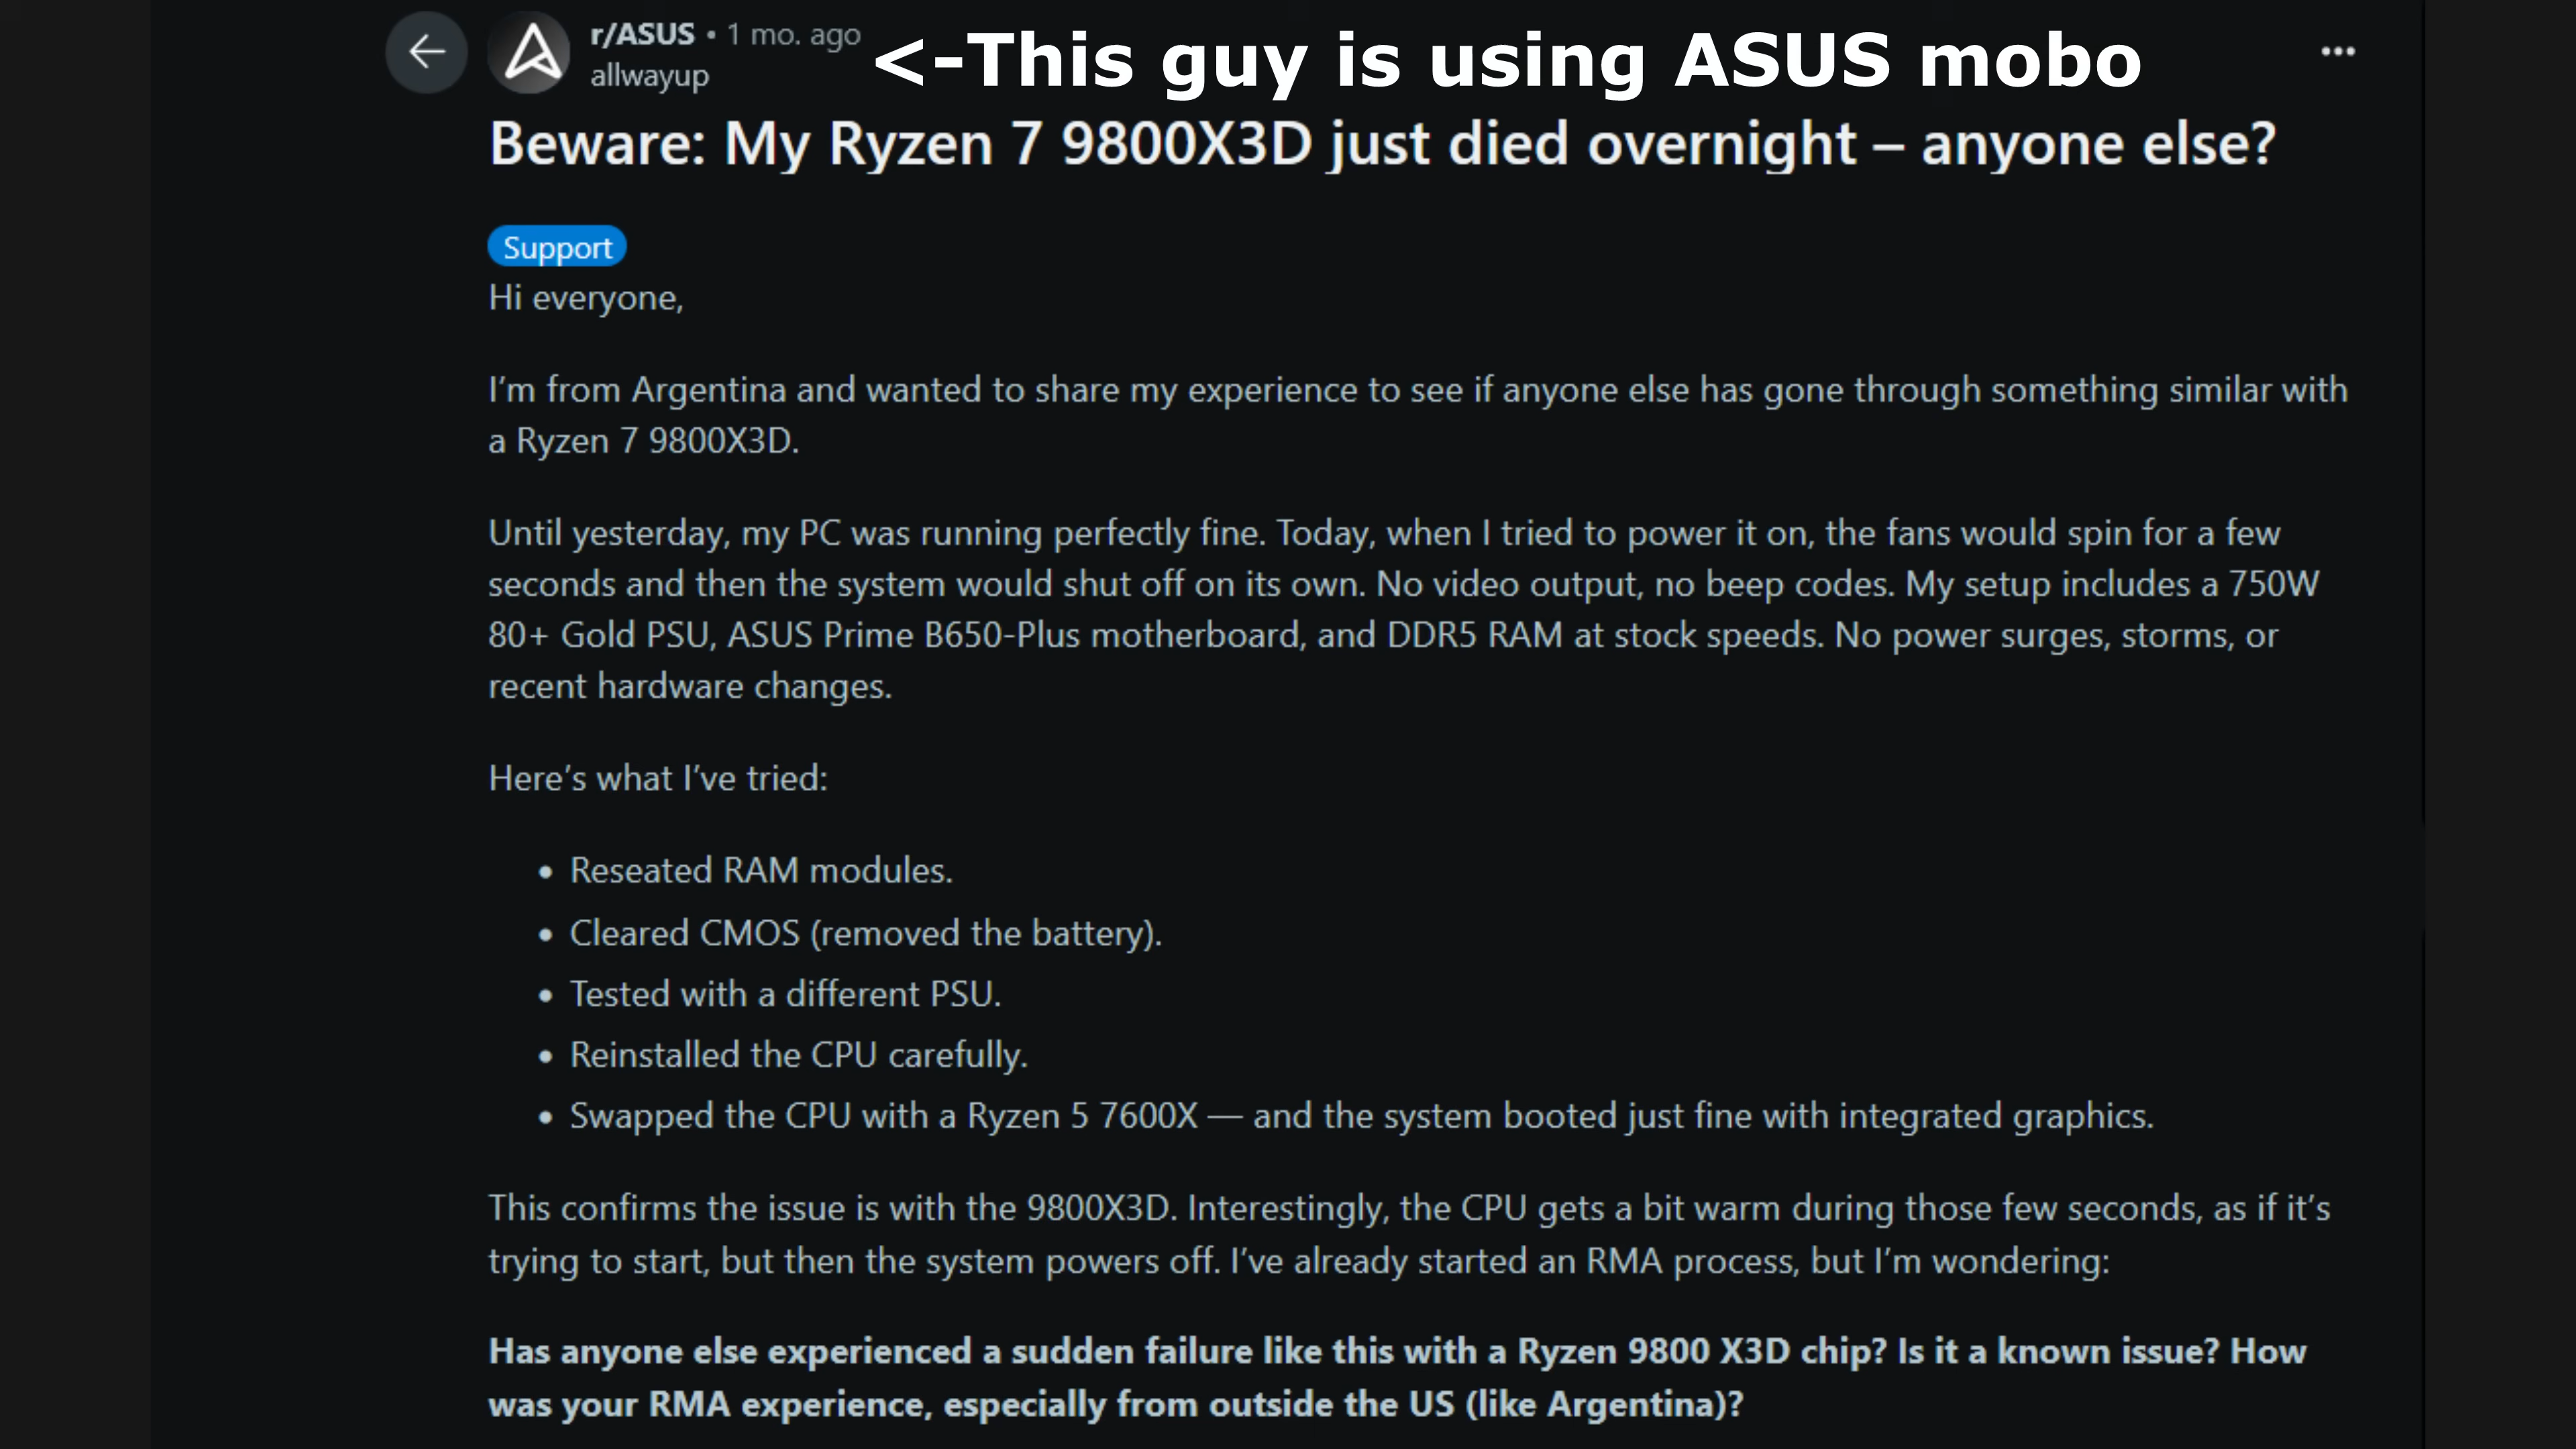 r/ASUS • 1 mo. ago
allwayup
<-This guy is using ASUS mobo
Beware: My Ryzen 7 9800X3D just died overnight – anyone else?
Support
Hi everyone,
I’m from Argentina and wanted to share my experience to see if anyone else has gone through something similar with
a Ryzen 7 9800X3D.
Until yesterday, my PC was running perfectly fine. Today, when I tried to power it on, the fans would spin for a few
seconds and then the system would shut off on its own. No video output, no beep codes. My setup includes a 750W
80+ Gold PSU, ASUS Prime B650-Plus motherboard, and DDR5 RAM at stock speeds. No power surges, storms, or
recent hardware changes.
Here’s what I’ve tried:
• Reseated RAM modules.
• Cleared CMOS (removed the battery).
• Tested with a different PSU.
• Reinstalled the CPU carefully.
• Swapped the CPU with a Ryzen 5 7600X — and the system booted just fine with integrated graphics.
This confirms the issue is with the 9800X3D. Interestingly, the CPU gets a bit warm during those few seconds, as if it’s
trying to start, but then the system powers off. I’ve already started an RMA process, but I’m wondering:
Has anyone else experienced a sudden failure like this with a Ryzen 9800 X3D chip? Is it a known issue? How
was your RMA experience, especially from outside the US (like Argentina)?